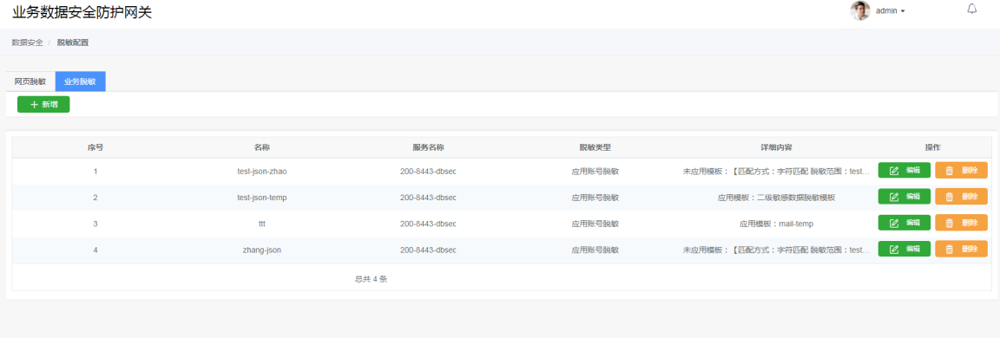 业务数据安全防护网关
admin
数据安全 / 脱敏配置
网页脱敏 业务脱敏
新增
序号 名称 服务名称 脱敏类型 详细内容 操作
1 test-json-zhao 200-8443-dbsec 应用账号脱敏 未应用模板：【匹配方式：字符匹配 脱敏范围：test... 编辑 删除
2 test-json-temp 200-8443-dbsec 应用账号脱敏 应用模板：二级敏感数据脱敏模板 编辑 删除
3 ttt 200-8443-dbsec 应用账号脱敏 应用模板：mail-temp 编辑 删除
4 zhang-json 200-8443-dbsec 应用账号脱敏 未应用模板：【匹配方式：字符匹配 脱敏范围：test... 编辑 删除
总共 4 条